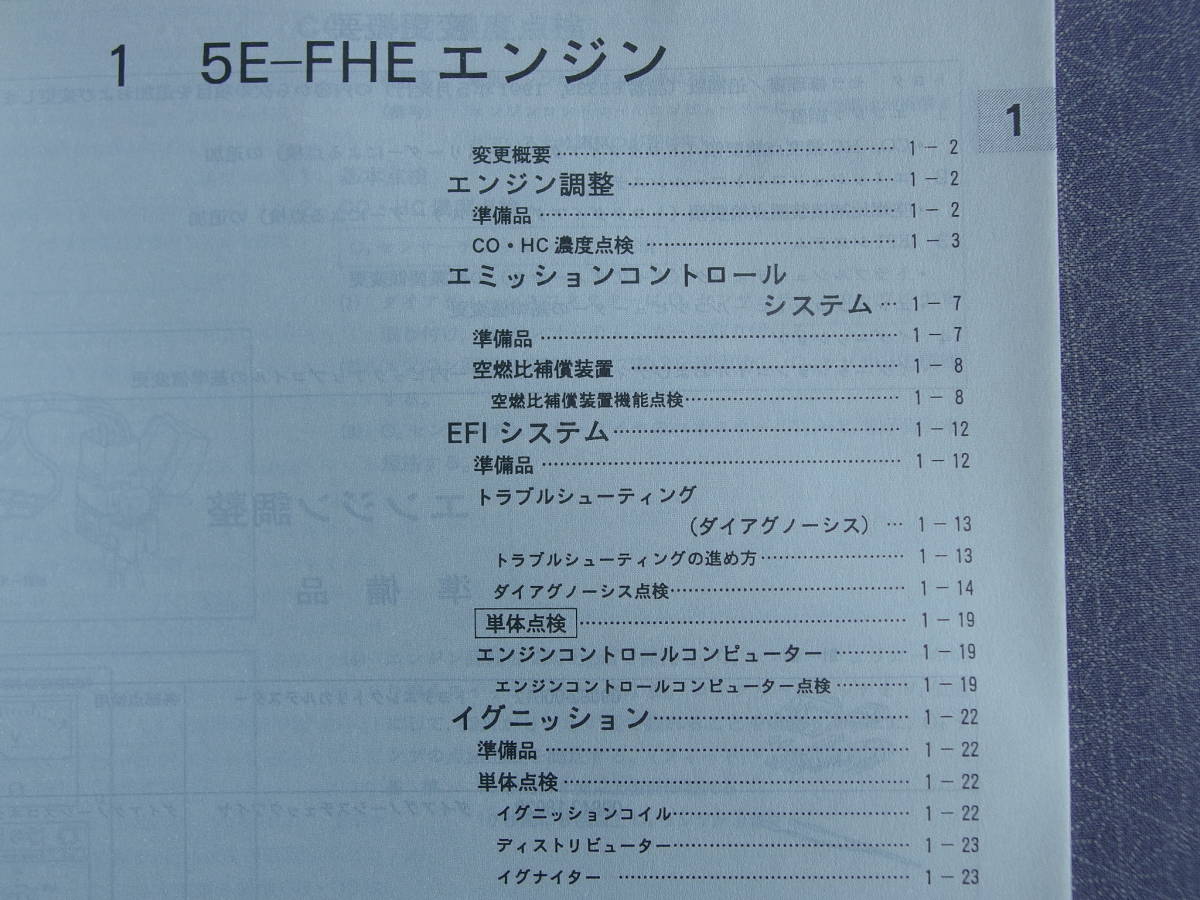 1 5E-FHE エンジン
1
変更概要 …… 1-2
エンジン調整 …… 1-2
準備品 …… 1-2
CO・HC 濃度点検 …… 1-3
エミッションコントロール
システム … 1-7
準備品 …… 1-7
空燃比補償装置 …… 1-8
空燃比補償装置機能点検 …… 1-8
EFI システム …… 1-12
準備品 …… 1-12
トラブルシューティング
(ダイアグノーシス) … 1-13
トラブルシューティングの進め方 …… 1-13
ダイアグノーシス点検 …… 1-14
単体点検 …… 1-19
エンジンコントロールコンピューター …… 1-19
エンジンコントロールコンピューター点検 …… 1-19
イグニッション …… 1-22
準備品 …… 1-22
単体点検 …… 1-22
イグニッションコイル …… 1-22
ディストリビューター …… 1-23
イグナイター …… 1-23